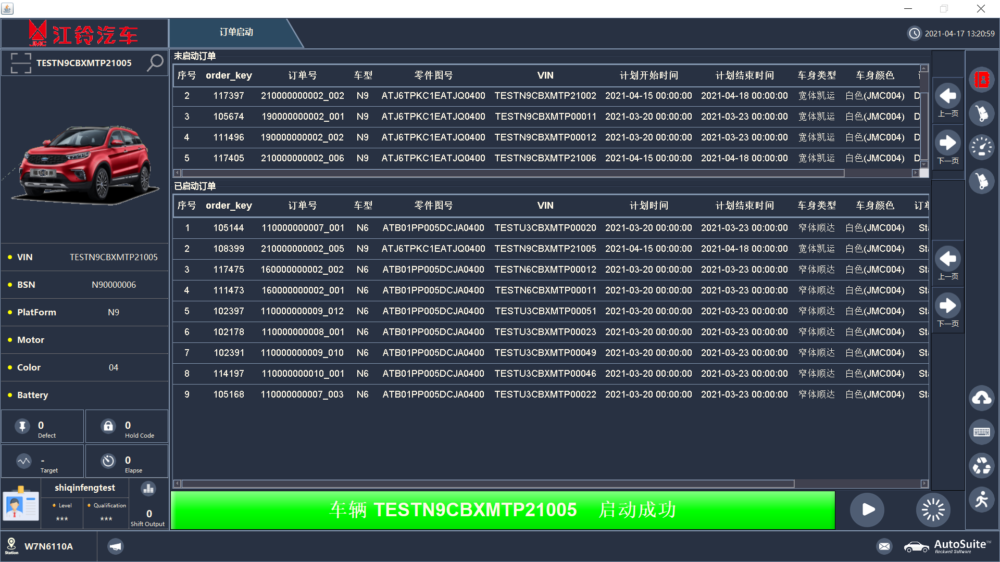 JMC 江铃汽车
订单启动
2021-04-17 13:20:59
TESTN9CBXMTP21005
VIN TESTN9CBXMTP21005
BSN N90000006
PlatForm N9
Motor
Color 04
Battery
0 Defect
0 Hold Code
- Target
0 Elapse
shiqinfengtest
Level ***
Qualification ***
0
Shift Output
未启动订单
序号 order_key 订单号 车型 零件图号 VIN 计划开始时间 计划结束时间 车身类型 车身颜色
2 117397 210000000002_002 N9 ATJ6TPKC1EATJQ0400 TESTN9CBXMTP21002 2021-04-15 00:00:00 2021-04-18 00:00:00 宽体凯运 白色(JMC004) D
3 105674 190000000002_001 N9 ATJ6TPKC1EATJQ0400 TESTN9CBXMTP00011 2021-03-20 00:00:00 2021-03-23 00:00:00 宽体凯运 白色(JMC004) D
4 111496 190000000002_002 N9 ATJ6TPKC1EATJQ0400 TESTN9CBXMTP00012 2021-03-20 00:00:00 2021-03-23 00:00:00 宽体凯运 白色(JMC004) D
5 117405 210000000002_006 N9 ATJ6TPKC1EATJQ0400 TESTN9CBXMTP21006 2021-04-15 00:00:00 2021-04-18 00:00:00 宽体凯运 白色(JMC004) D
上一页
下一页
已启动订单
序号 order_key 订单号 车型 零件图号 VIN 计划时间 计划结束时间 车身类型 车身颜色 订单
1 105144 110000000007_001 N6 ATB01PP005DCJA0400 TESTU3CBXMTP00020 2021-03-20 00:00:00 2021-03-23 00:00:00 窄体顺达 白色(JMC004) Sta
2 108399 210000000002_005 N9 ATJ6TPKC1EATJQ0400 TESTN9CBXMTP21005 2021-04-15 00:00:00 2021-04-18 00:00:00 宽体凯运 白色(JMC004) Sta
3 117475 160000000002_002 N6 ATB01PP005DCJA0400 TESTN6CBXMTP00012 2021-03-20 00:00:00 2021-03-23 00:00:00 窄体顺达 白色(JMC004) Sta
4 111473 160000000002_001 N6 ATB01PP005DCJA0400 TESTN6CBXMTP00011 2021-03-20 00:00:00 2021-03-23 00:00:00 窄体顺达 白色(JMC004) Sta
5 102397 110000000009_012 N6 ATB01PP005DCJA0400 TESTU3CBXMTP00051 2021-03-20 00:00:00 2021-03-23 00:00:00 窄体顺达 白色(JMC004) Sta
6 102178 110000000008_001 N6 ATB01PP005DCJA0400 TESTU3CBXMTP00023 2021-03-20 00:00:00 2021-03-23 00:00:00 窄体顺达 白色(JMC004) Sta
7 102391 110000000009_010 N6 ATB01PP005DCJA0400 TESTU3CBXMTP00049 2021-03-20 00:00:00 2021-03-23 00:00:00 窄体顺达 白色(JMC004) Sta
8 114197 110000000010_001 N6 ATB01PP005DCJA0400 TESTU3CBXMTP00046 2021-03-20 00:00:00 2021-03-23 00:00:00 窄体顺达 白色(JMC004) Sta
9 105168 110000000007_003 N6 ATB01PP005DCJA0400 TESTU3CBXMTP00022 2021-03-20 00:00:00 2021-03-23 00:00:00 窄体顺达 白色(JMC004) Sta
上一页
下一页
车辆 TESTN9CBXMTP21005 启动成功
Station W7N6110A
AutoSuite™
Rockwell Software